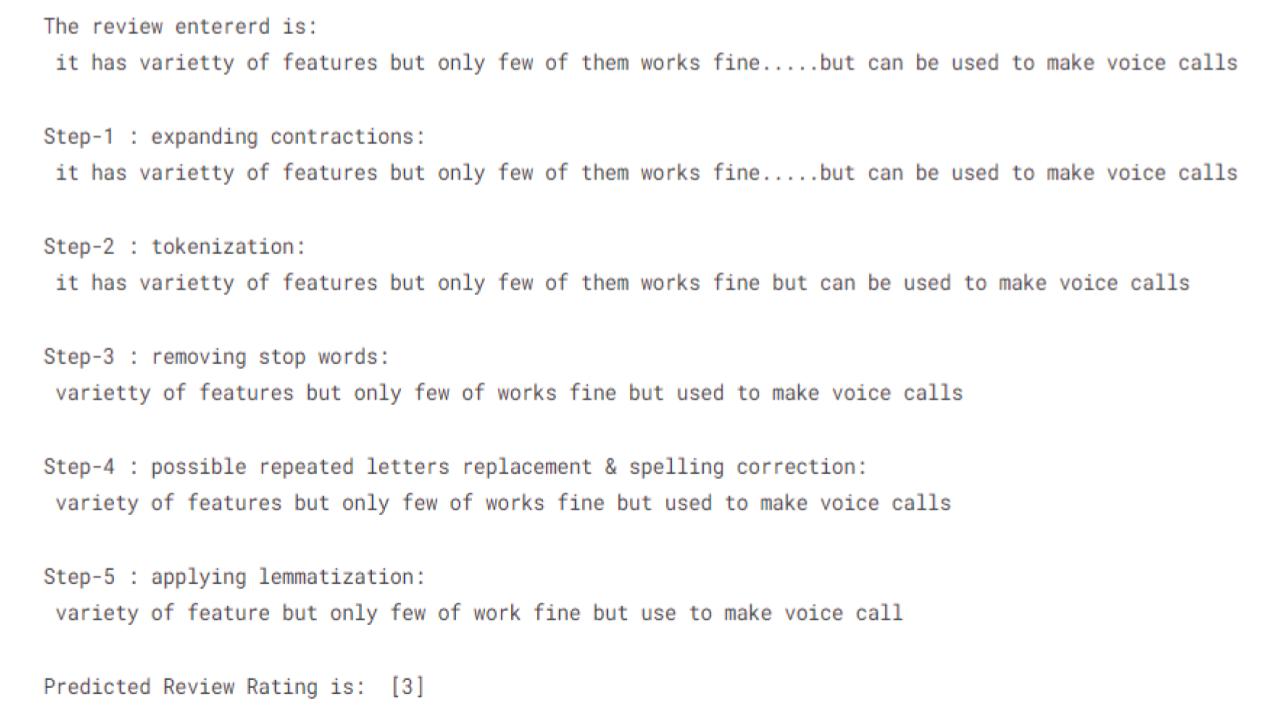 The review entererd is:
it has varietty of features but only few of them works fine.....but can be used to make voice calls
Step-1 : expanding contractions:
it has varietty of features but only few of them works fine.....but can be used to make voice calls
Step-2 : tokenization:
it has varietty of features but only few of them works fine but can be used to make voice calls
Step-3 : removing stop words:
varietty of features but only few of works fine but used to make voice calls
Step-4 : possible repeated letters replacement & spelling correction:
variety of features but only few of works fine but used to make voice calls
Step-5 : applying lemmatization:
variety of feature but only few of work fine but use to make voice call
Predicted Review Rating is:  [3]